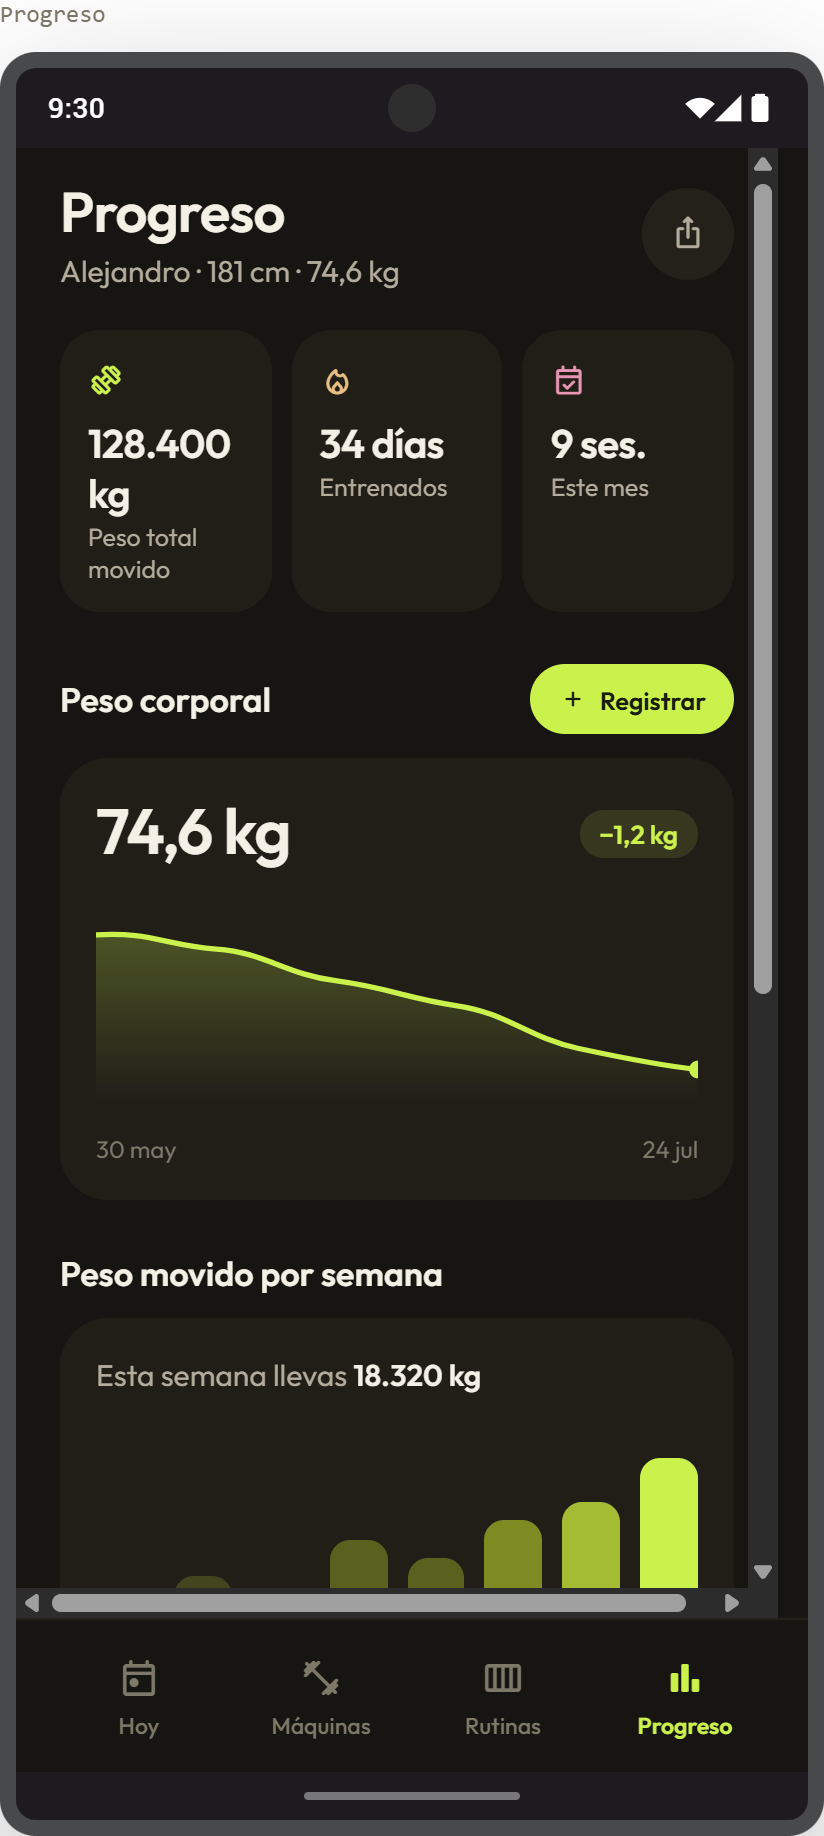 Progreso
9:30
Progreso
Alejandro · 181 cm · 74,6 kg
128.400
kg
Peso total
movido
34 días
Entrenados
9 ses.
Este mes
Peso corporal
+ Registrar
74,6 kg
−1,2 kg
30 may
24 jul
Peso movido por semana
Esta semana llevas 18.320 kg
Hoy
Máquinas
Rutinas
Progreso